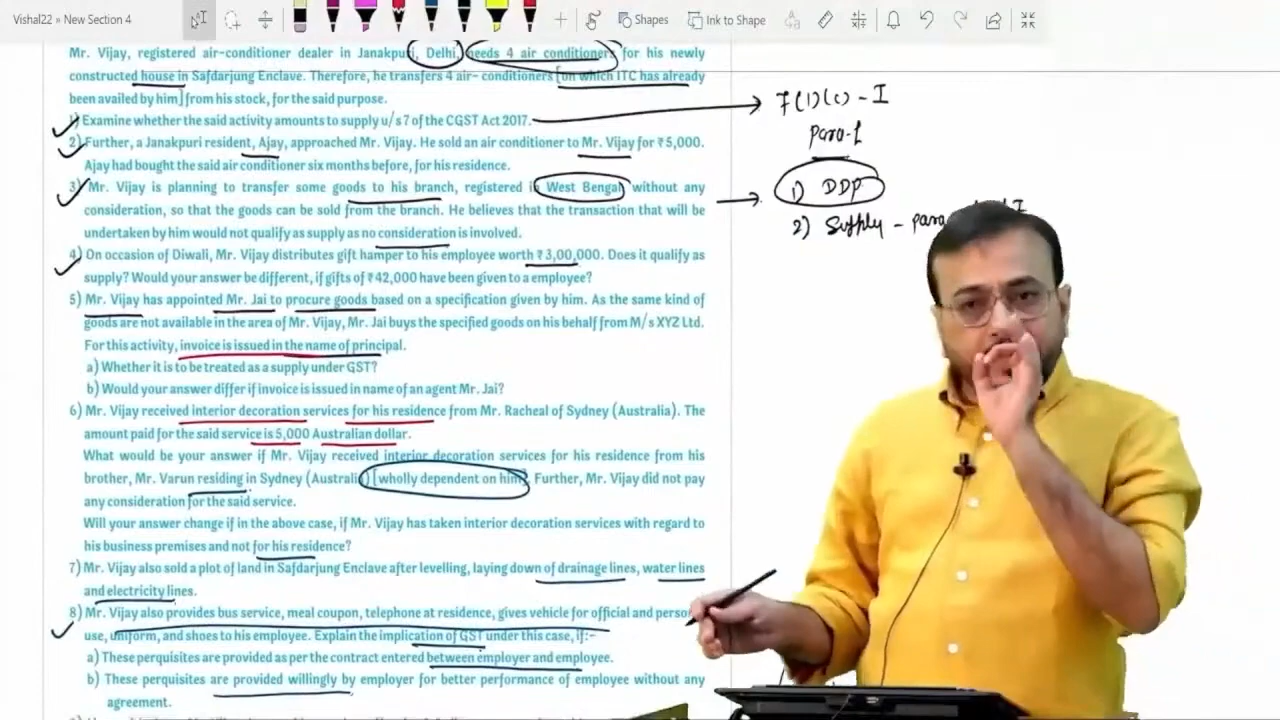 Vishal22 » New Section 4
Shapes
Ink to Shape
Mr. Vijay, registered air-conditioner dealer in Janakpuri, Delhi, needs 4 air conditioners for his newly
constructed house in Safdarjung Enclave. Therefore, he transfers 4 air- conditioners [on which ITC has already
been availed by him] from his stock, for the said purpose.
1) Examine whether the said activity amounts to supply u/s 7 of the CGST Act 2017.
2) Further, a Janakpuri resident, Ajay, approached Mr. Vijay. He sold an air conditioner to Mr. Vijay for ₹ 5,000.
Ajay had bought the said air conditioner six months before, for his residence.
3) Mr. Vijay is planning to transfer some goods to his branch, registered in West Bengal without any
consideration, so that the goods can be sold from the branch. He believes that the transaction that will be
undertaken by him would not qualify as supply as no consideration is involved.
4) On occasion of Diwali, Mr. Vijay distributes gift hamper to his employee worth ₹ 3,00,000. Does it qualify as
supply? Would your answer be different, if gifts of ₹ 42,000 have been given to a employee?
5) Mr. Vijay has appointed Mr. Jai to procure goods based on a specification given by him. As the same kind of
goods are not available in the area of Mr. Vijay, Mr. Jai buys the specified goods on his behalf from M/s XYZ Ltd.
For this activity, invoice is issued in the name of principal.
a) Whether it is to be treated as a supply under GST?
b) Would your answer differ if invoice is issued in name of an agent Mr. Jai?
6) Mr. Vijay received interior decoration services for his residence from Mr. Racheal of Sydney (Australia). The
amount paid for the said service is 5,000 Australian dollar.
What would be your answer if Mr. Vijay received interior decoration services for his residence from his
brother, Mr. Varun residing in Sydney (Australia) [wholly dependent on him]. Further, Mr. Vijay did not pay
any consideration for the said service.
Will your answer change if in the above case, if Mr. Vijay has taken interior decoration services with regard to
his business premises and not for his residence?
7) Mr. Vijay also sold a plot of land in Safdarjung Enclave after levelling, laying down of drainage lines, water lines
and electricity lines.
8) Mr. Vijay also provides bus service, meal coupon, telephone at residence, gives vehicle for official and
use, uniform, and shoes to his employee. Explain the implication of GST under this case, if:-
a) These perquisites are provided as per the contract entered between employer and employee.
b) These perquisites are provided willingly by employer for better performance of employee without any
agreement.
7(1)(c) - I
Para-1
1) DDP
2) Supply - para